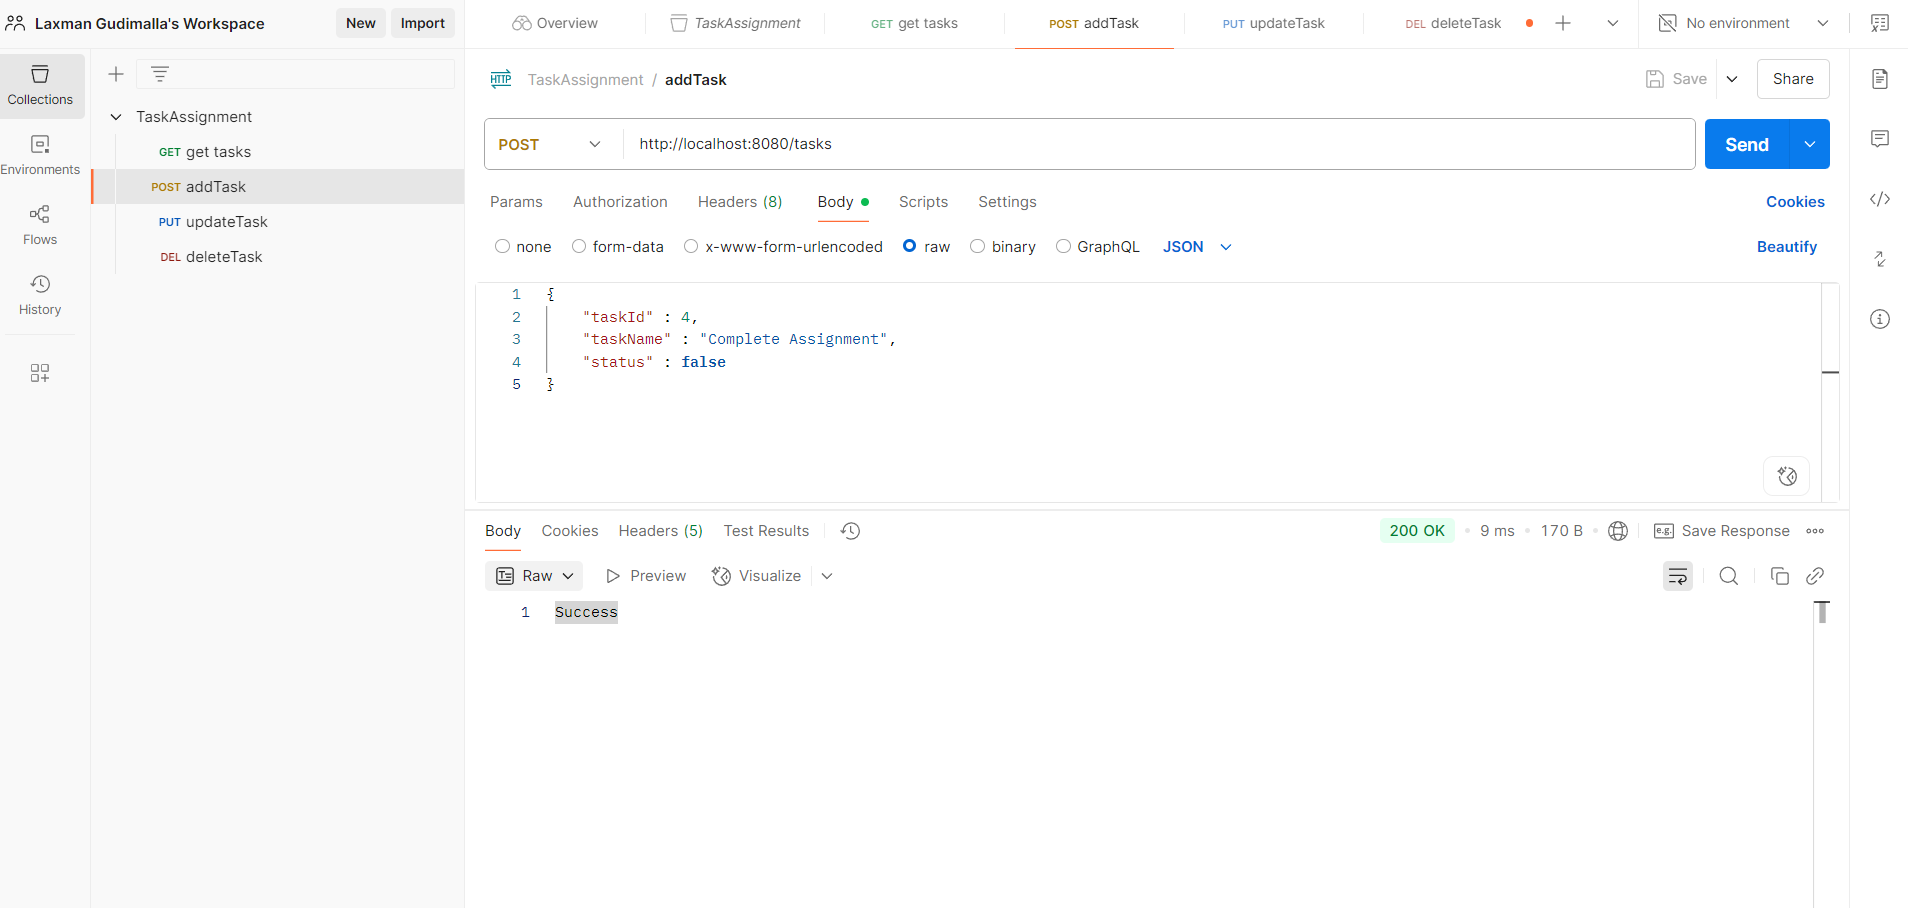 Laxman Gudimalla's Workspace
New
Import
Overview
TaskAssignment
GET get tasks
POST addTask
PUT updateTask
DEL deleteTask
No environment
Collections
Environments
Flows
History
TaskAssignment
GET get tasks
POST addTask
PUT updateTask
DEL deleteTask
HTTP
TaskAssignment / addTask
Save
Share
POST
http://localhost:8080/tasks
Send
Params Authorization Headers (8) Body Scripts Settings
Cookies
none form-data x-www-form-urlencoded raw binary GraphQL JSON
Beautify
1 {
2 "taskId" : 4,
3 "taskName" : "Complete Assignment",
4 "status" : false
5 }
Body Cookies Headers (5) Test Results
200 OK • 9 ms • 170 B
e.g. Save Response
Raw
Preview
Visualize
1 Success